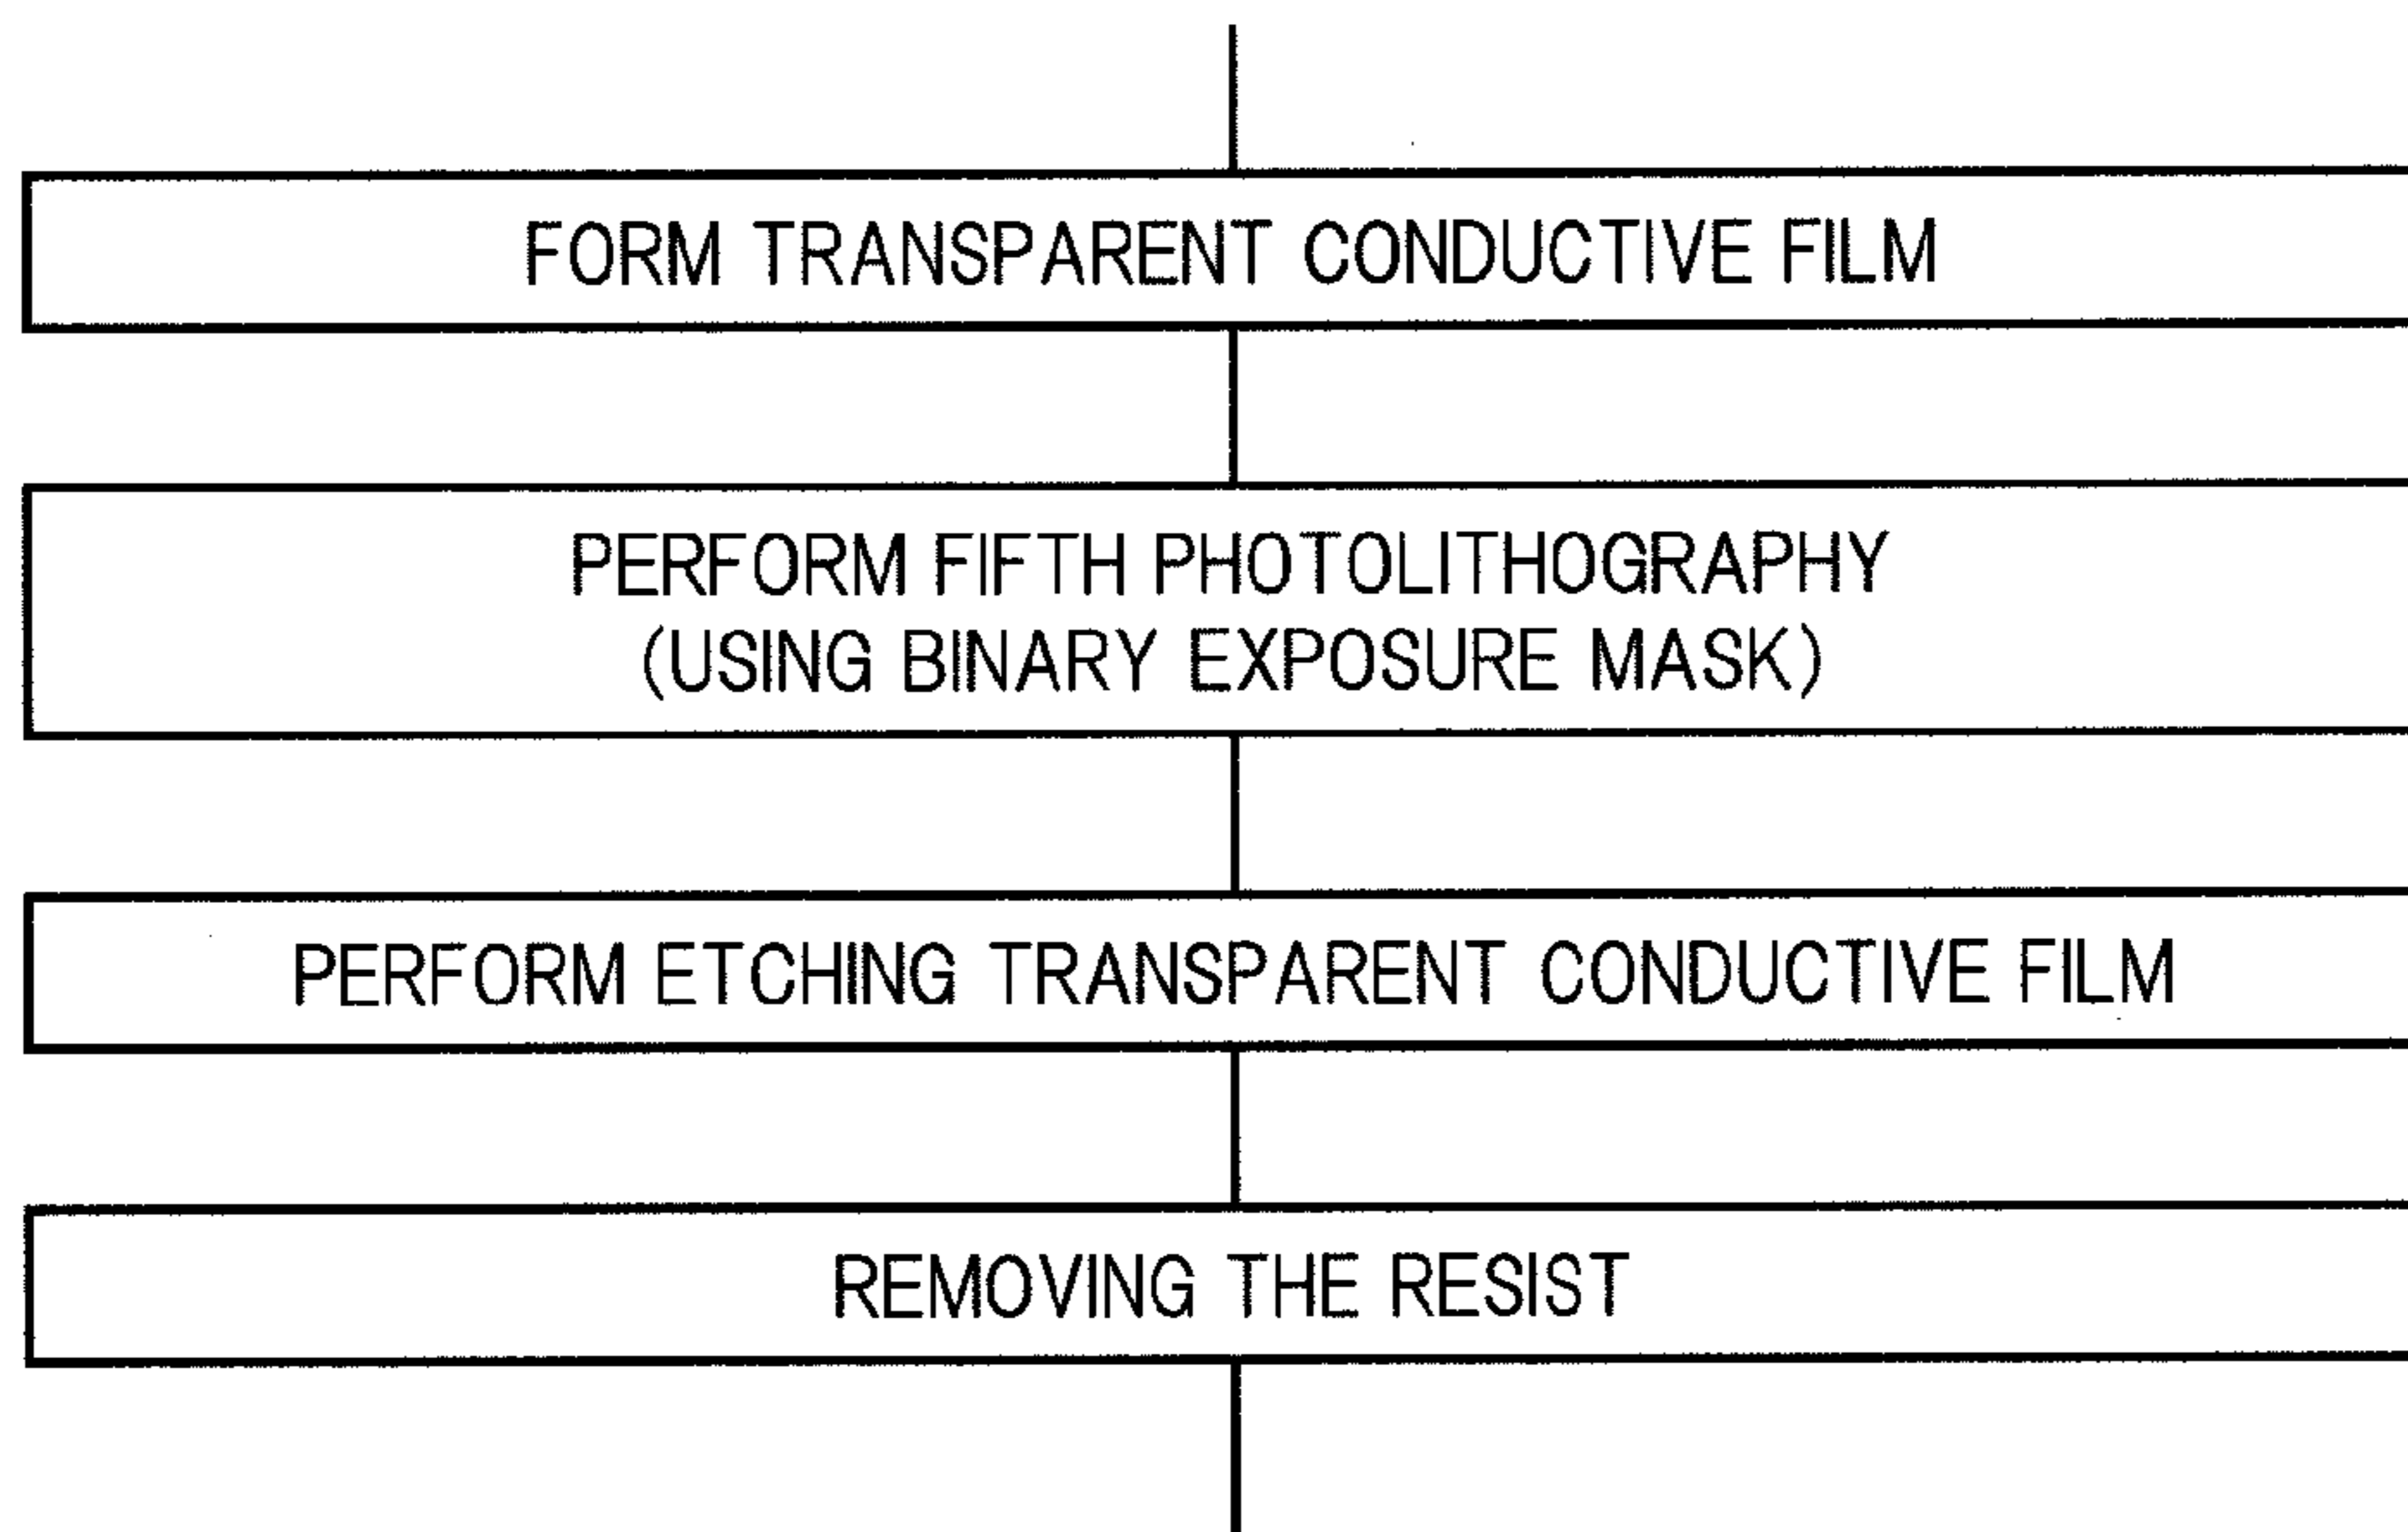 FORM TRANSPARENT CONDUCTIVE FILM
PERFORM FIFTH PHOTOLITHOGRAPHY
(USING BINARY EXPOSURE MASK)
PERFORM ETCHING TRANSPARENT CONDUCTIVE FILM
REMOVING THE RESIST